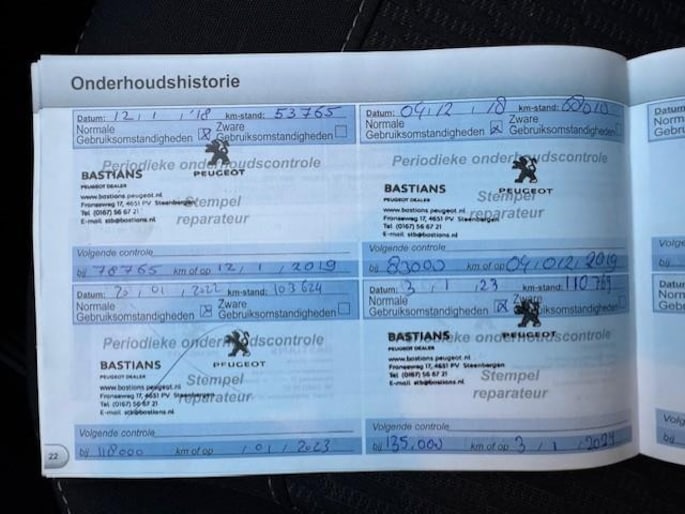 Onderhoudshistorie
Datum: 12 / 1 / '18 km-stand: 53765
Normale Gebruiksomstandigheden ☒ Zware Gebruiksomstandigheden ☐
Periodieke onderhoudscontrole
BASTIANS
PEUGEOT DEALER
PEUGEOT
www.bastians.peugeot.nl
Franseweg 17, 4651 PV Steenbergen
Tel. (0167) 56 67 21
E-mail stb@bastians.nl
Stempel
reparateur
Volgende controle
bij 78765 km of op 12 / 1 / 2019
Datum: 04 / 12 / 18 km-stand:
Normale Gebruiksomstandigheden ☒ Zware Gebruiksomstandigheden ☐
Periodieke onderhoudscontrole
BASTIANS
PEUGEOT DEALER
PEUGEOT
www.bastians.peugeot.nl
Franseweg 17, 4651 PV Steenbergen
Tel. (0167) 56 67 21
E-mail stb@bastians.nl
Stempel
reparateur
Volgende controle
bij 83000 km of op 04 / 012 / 2019
Datum: 20 / 01 / 2022 km-stand: 103624
Normale Gebruiksomstandigheden ☒ Zware Gebruiksomstandigheden ☐
Periodieke onderhoudscontrole
BASTIANS
PEUGEOT DEALER
PEUGEOT
www.bastians.peugeot.nl
Franseweg 17, 4651 PV Steenbergen
Tel. (0167) 56 67 21
E-mail stb@bastians.nl
Stempel
reparateur
Volgende controle
bij 118000 km of op / 01 / 2023
Datum: 3 / 1 / 23 km-stand:
Normale Gebruiksomstandigheden ☒ Zware
Periodieke onderhoudscontrole
BASTIANS
PEUGEOT DEALER
PEUGEOT
www.bastians.peugeot.nl
Franseweg 17, 4651 PV Steenbergen
Tel. (0167) 56 67 21
E-mail stb@bastians.nl
Stempel
reparateur
Volgende controle
bij 135.000 km of op 3 / 1 / 2024
22